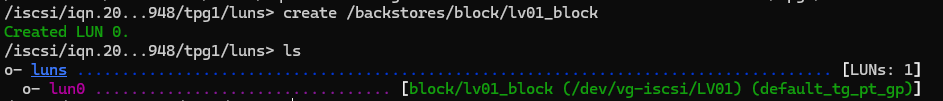 /iscsi/iqn.20...948/tpg1/luns> create /backstores/block/lv01_block
Created LUN 0.
/iscsi/iqn.20...948/tpg1/luns> ls
o- luns .................................................................................................. [LUNs: 1]
  o- lun0 ................................. [block/lv01_block (/dev/vg-iscsi/LV01) (default_tg_pt_gp)]